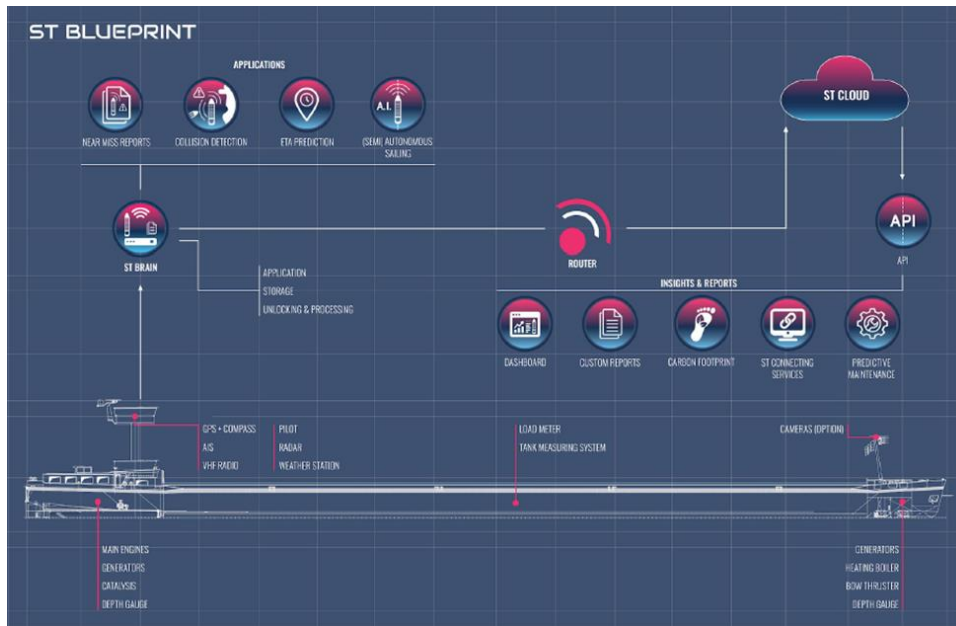 ST BLUEPRINT
APPLICATIONS
NEAR MISS REPORTS
COLLISION DETECTION
ETA PREDICTION
A.I.
(SEMI) AUTONOMOUS
SAILING
ST CLOUD
API
API
ST BRAIN
APPLICATION
STORAGE
UNLOCKING & PROCESSING
ROUTER
INSIGHTS & REPORTS
DASHBOARD
CUSTOM REPORTS
CARBON FOOTPRINT
ST CONNECTING
SERVICES
PREDICTIVE
MAINTENANCE
GPS + COMPASS
AIS
VHF RADIO
PILOT
RADAR
WEATHER STATION
LOAD METER
TANK MEASURING SYSTEM
CAMERAS (OPTION)
MAIN ENGINES
GENERATORS
CATALYSIS
DEPTH GAUGE
GENERATORS
HEATING BOILER
BOW THRUSTER
DEPTH GAUGE